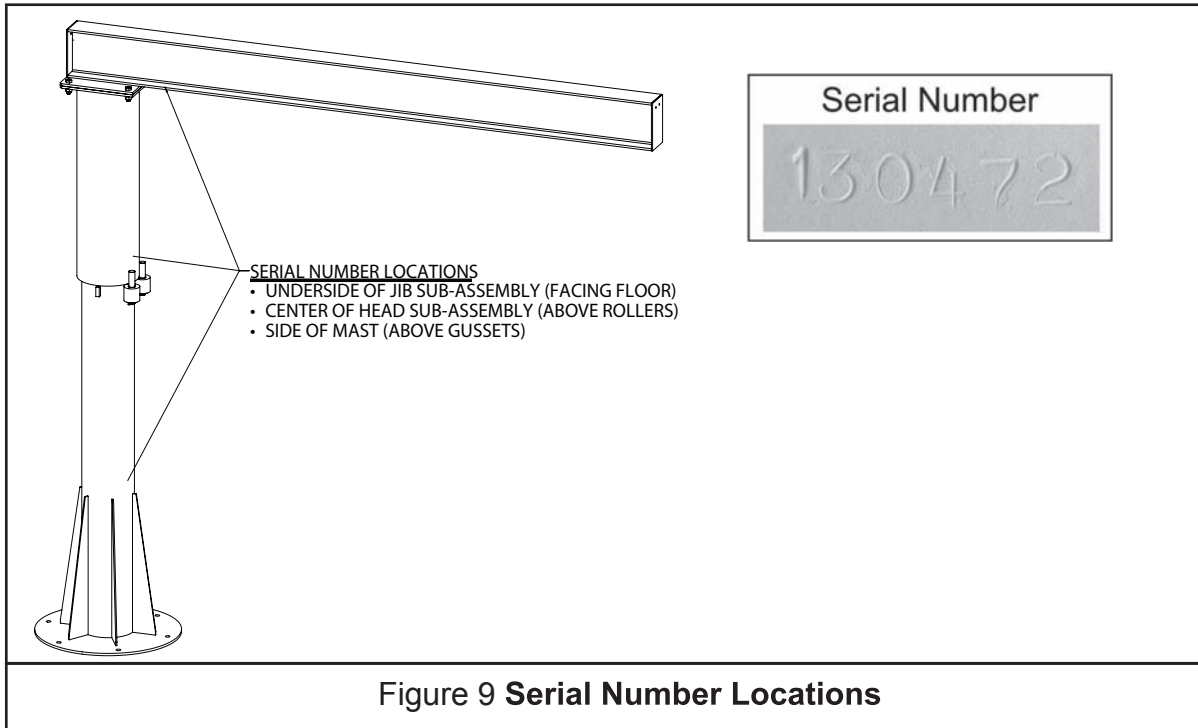 Serial Number
130472
SERIAL NUMBER LOCATIONS
• UNDERSIDE OF JIB SUB-ASSEMBLY (FACING FLOOR)
• CENTER OF HEAD SUB-ASSEMBLY (ABOVE ROLLERS)
• SIDE OF MAST (ABOVE GUSSETS)
Figure 9 Serial Number Locations